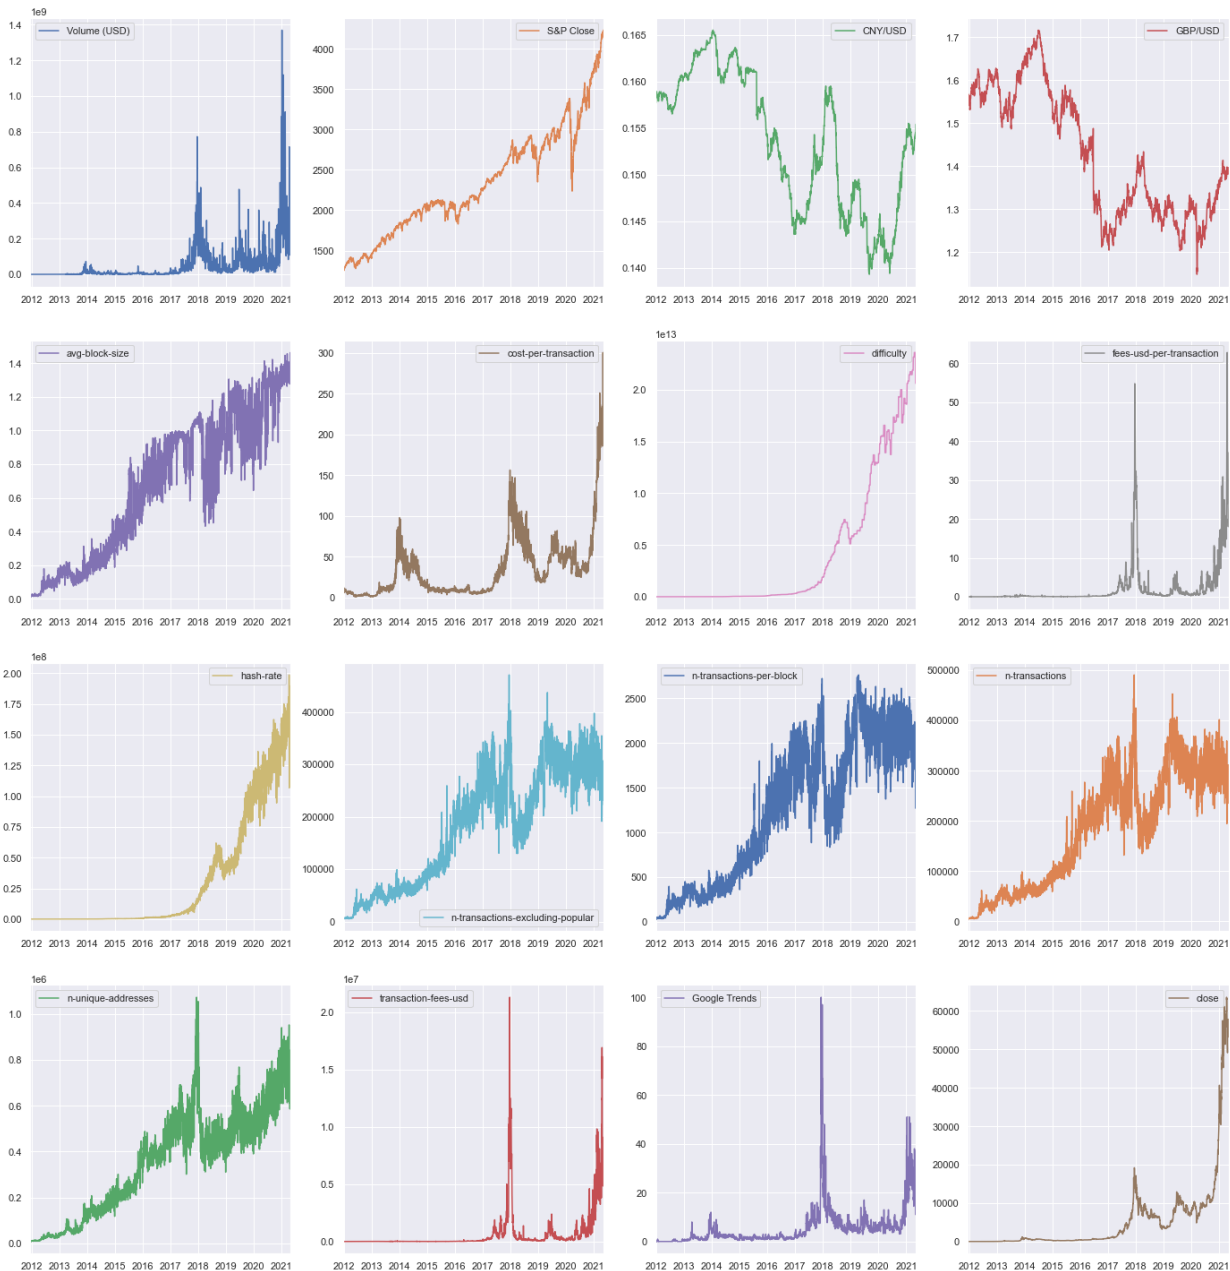 1e9
Volume (USD)
1.4
1.2
1.0
0.8
0.6
0.4
0.2
0.0
2012 2013 2014 2015 2016 2017 2018 2019 2020 2021
S&P Close
4000
3500
3000
2500
2000
1500
2012 2013 2014 2015 2016 2017 2018 2019 2020 2021
CNY/USD
0.165
0.160
0.155
0.150
0.145
0.140
2012 2013 2014 2015 2016 2017 2018 2019 2020 2021
GBP/USD
1.7
1.6
1.5
1.4
1.3
1.2
2012 2013 2014 2015 2016 2017 2018 2019 2020 2021
avg-block-size
1.4
1.2
1.0
0.8
0.6
0.4
0.2
0.0
2012 2013 2014 2015 2016 2017 2018 2019 2020 2021
cost-per-transaction
300
250
200
150
100
50
0
2012 2013 2014 2015 2016 2017 2018 2019 2020 2021
1e13
difficulty
2.0
1.5
1.0
0.5
0.0
2012 2013 2014 2015 2016 2017 2018 2019 2020 2021
fees-usd-per-transaction
60
50
40
30
20
10
0
2012 2013 2014 2015 2016 2017 2018 2019 2020 2021
1e8
hash-rate
2.00
1.75
1.50
1.25
1.00
0.75
0.50
0.25
0.00
2012 2013 2014 2015 2016 2017 2018 2019 2020 2021
400000
300000
200000
100000
0
n-transactions-excluding-popular
2012 2013 2014 2015 2016 2017 2018 2019 2020 2021
n-transactions-per-block
2500
2000
1500
1000
500
0
2012 2013 2014 2015 2016 2017 2018 2019 2020 2021
n-transactions
500000
400000
300000
200000
100000
0
2012 2013 2014 2015 2016 2017 2018 2019 2020 2021
1e6
n-unique-addresses
1.0
0.8
0.6
0.4
0.2
0.0
2012 2013 2014 2015 2016 2017 2018 2019 2020 2021
1e7
transaction-fees-usd
2.0
1.5
1.0
0.5
0.0
2012 2013 2014 2015 2016 2017 2018 2019 2020 2021
Google Trends
100
80
60
40
20
0
2012 2013 2014 2015 2016 2017 2018 2019 2020 2021
close
60000
50000
40000
30000
20000
10000
0
2012 2013 2014 2015 2016 2017 2018 2019 2020 2021